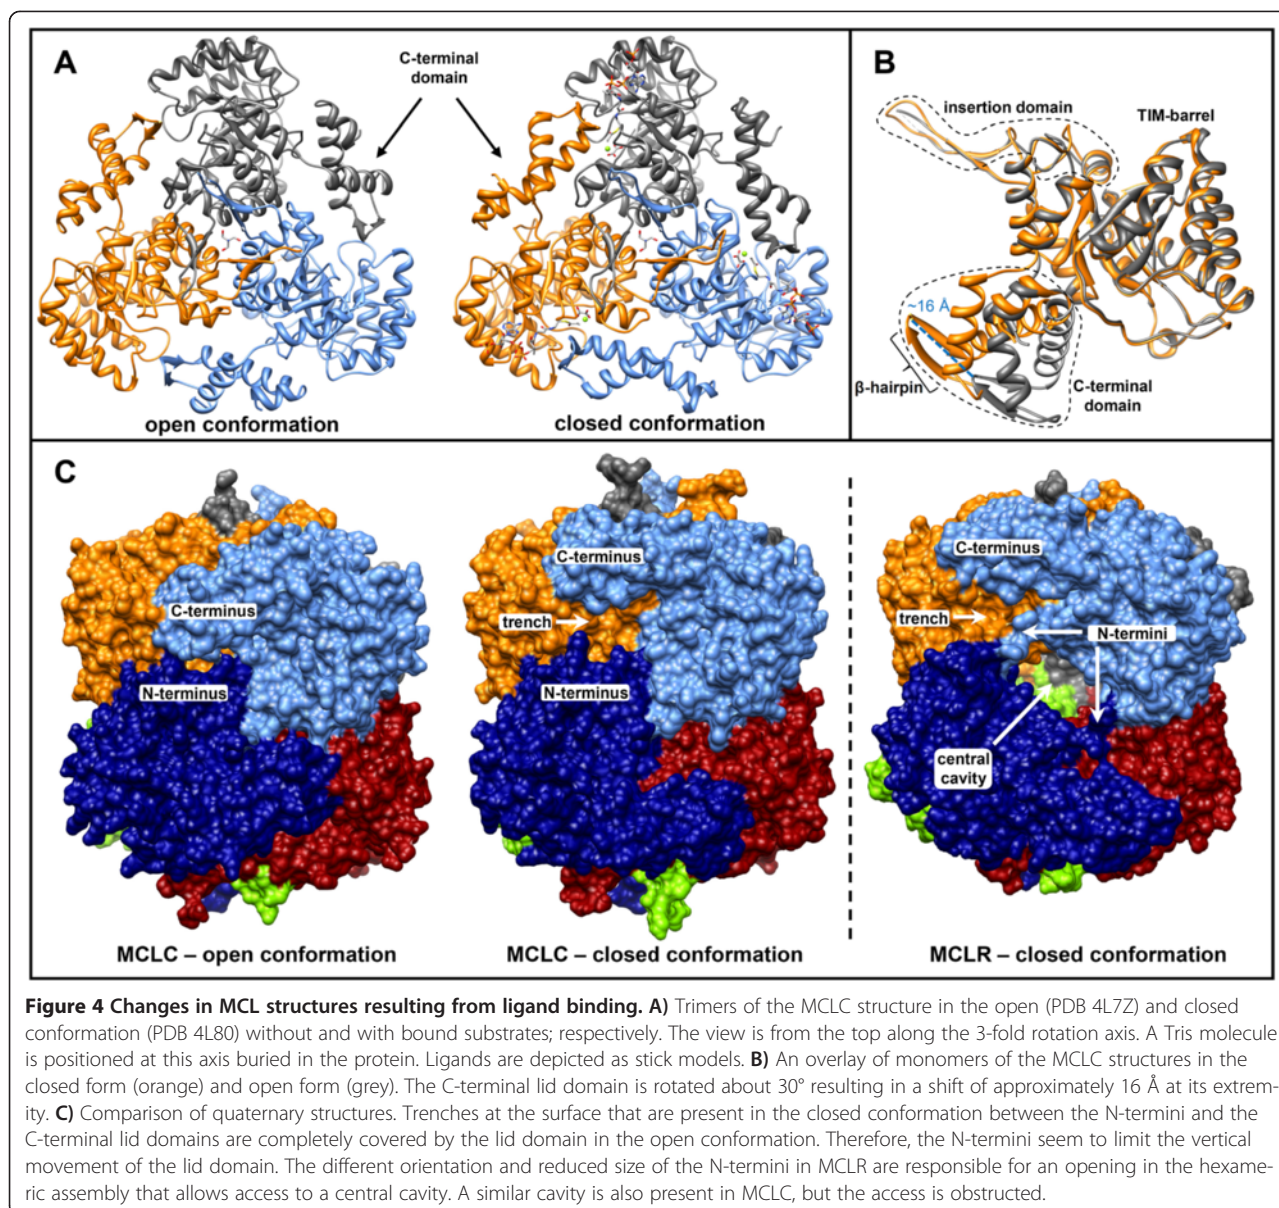 A
C-terminal
domain
open conformation
closed conformation
B
insertion domain
TIM-barrel
~16 Å
β-hairpin
C-terminal
domain
C
C-terminus
N-terminus
MCLC – open conformation
C-terminus
trench
N-terminus
MCLC – closed conformation
C-terminus
trench
N-termini
central
cavity
MCLR – closed conformation
Figure 4 Changes in MCL structures resulting from ligand binding. A) Trimers of the MCLC structure in the open (PDB 4L7Z) and closed
conformation (PDB 4L80) without and with bound substrates; respectively. The view is from the top along the 3-fold rotation axis. A Tris molecule
is positioned at this axis buried in the protein. Ligands are depicted as stick models. B) An overlay of monomers of the MCLC structures in the
closed form (orange) and open form (grey). The C-terminal lid domain is rotated about 30° resulting in a shift of approximately 16 Å at its extrem-
ity. C) Comparison of quaternary structures. Trenches at the surface that are present in the closed conformation between the N-termini and the
C-terminal lid domains are completely covered by the lid domain in the open conformation. Therefore, the N-termini seem to limit the vertical
movement of the lid domain. The different orientation and reduced size of the N-termini in MCLR are responsible for an opening in the hexame-
ric assembly that allows access to a central cavity. A similar cavity is also present in MCLC, but the access is obstructed.